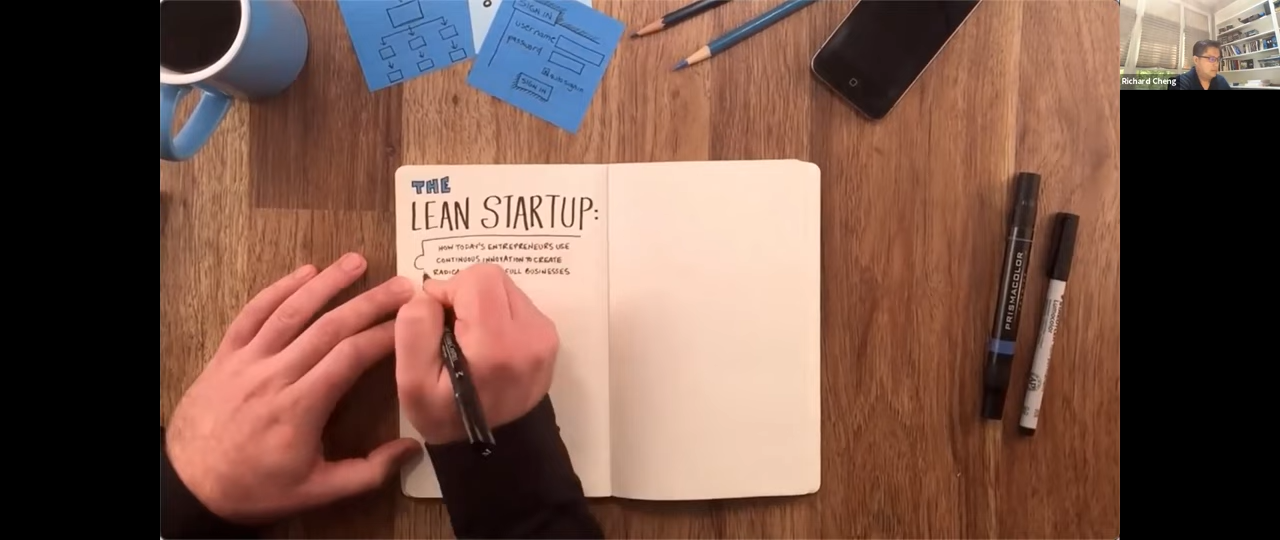 SIGN IN
username
password
SIGN IN
Richard Cheng
THE
LEAN STARTUP:
HOW TODAY'S ENTREPRENEURS USE
CONTINUOUS INNOVATION TO CREATE
BUSINESSES
PRISMACOLOR